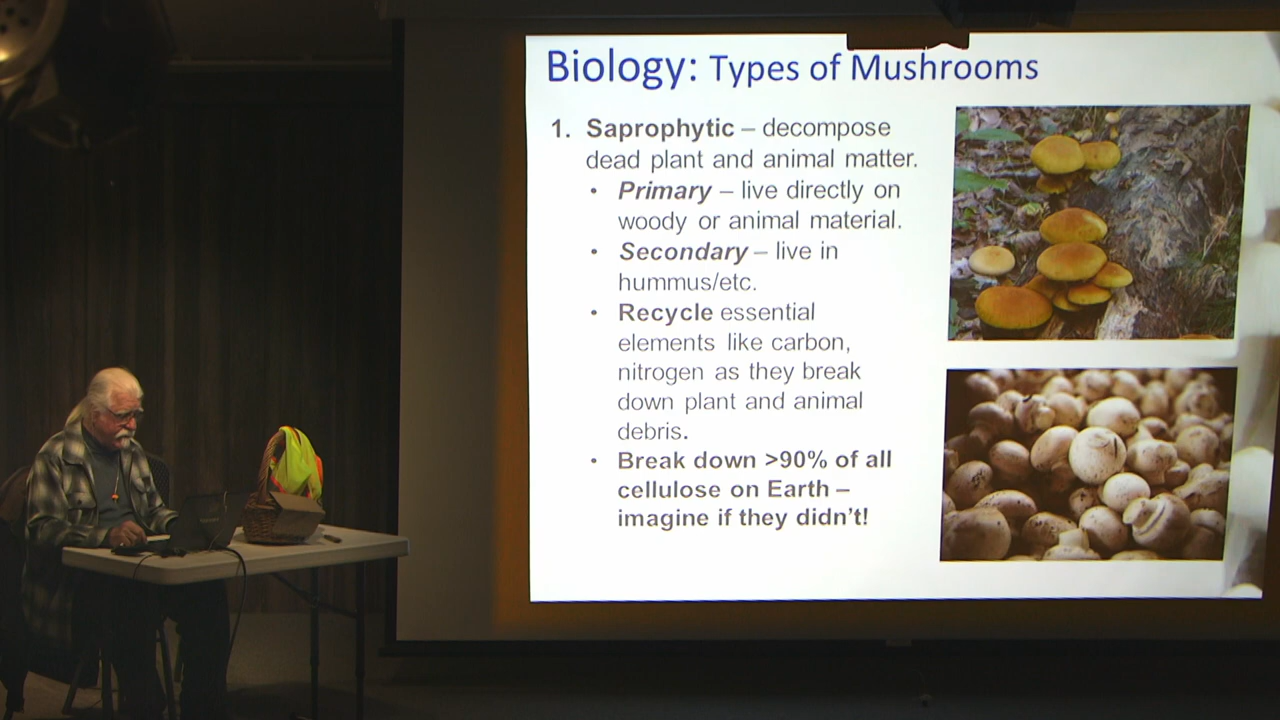 Biology: Types of Mushrooms
1. Saprophytic – decompose
dead plant and animal matter.
• Primary – live directly on
woody or animal material.
• Secondary – live in
hummus/etc.
• Recycle essential
elements like carbon,
nitrogen as they break
down plant and animal
debris.
• Break down >90% of all
cellulose on Earth –
imagine if they didn't!